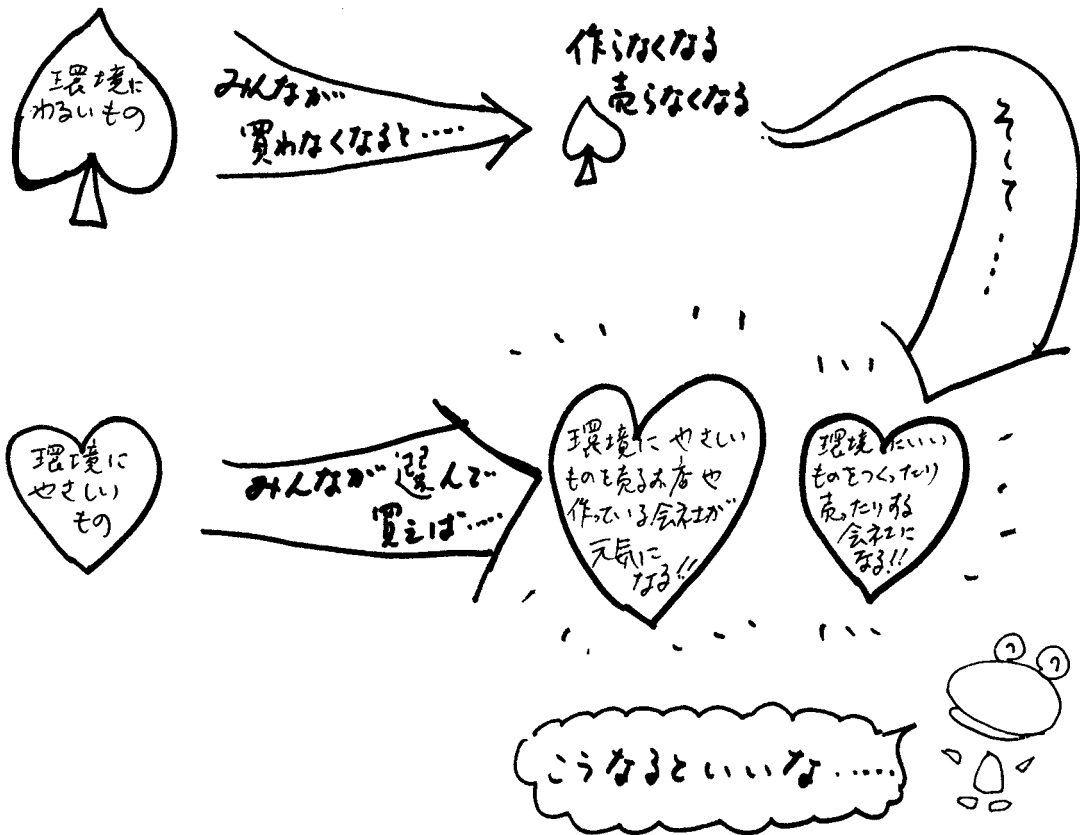 環境に
わるいもの
みんなが
買わなくなると……
作らなくなる
売らなくなる
そして……
環境に
やさしい
もの
みんなが選んで
買えば……
環境にやさしい
ものを売るお店や
作っている会社が
元気に
なる!!
環境にいい
ものをつくったり
売ったりする
会社に
なる!!
こうなるといいな……